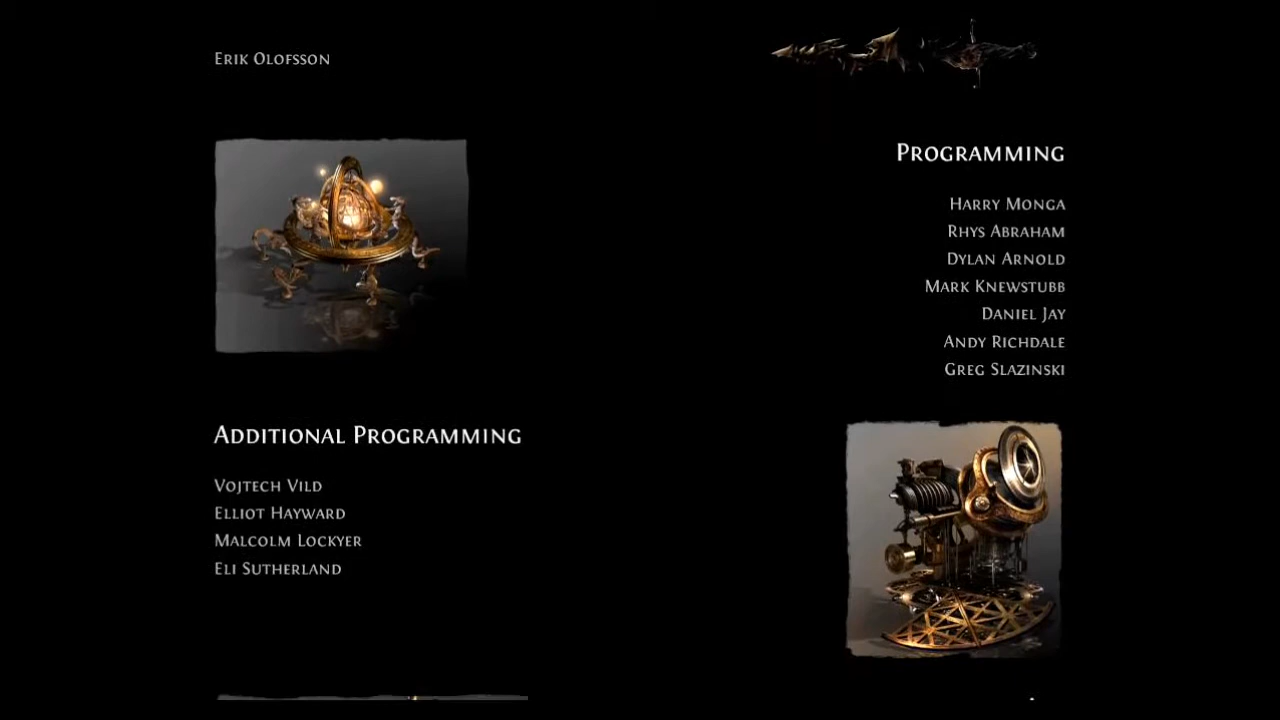 Erik Olofsson
Programming
Harry Monga
Rhys Abraham
Dylan Arnold
Mark Knewstubb
Daniel Jay
Andy Richdale
Greg Slazinski
Additional Programming
Vojtech Vild
Elliot Hayward
Malcolm Lockyer
Eli Sutherland